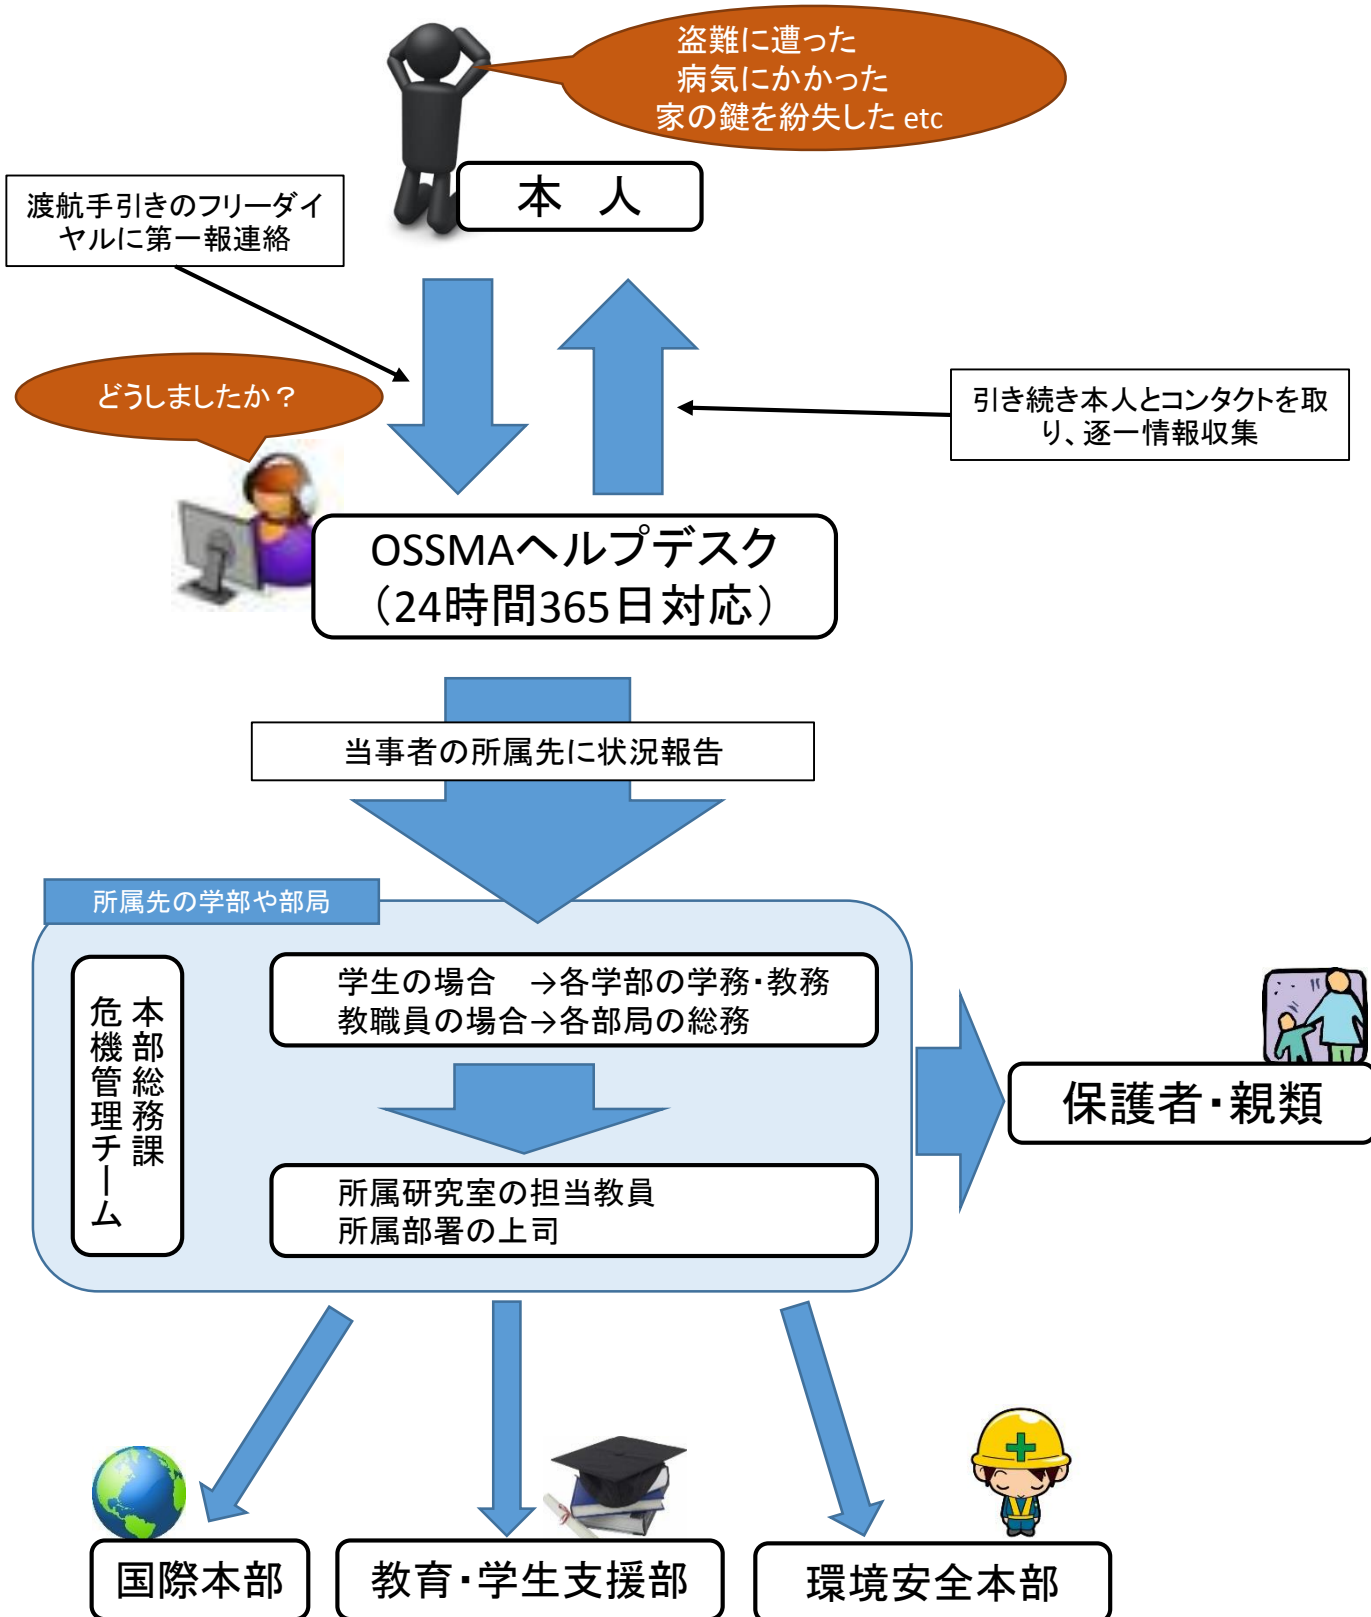 盗難に遭った
病気にかかった
家の鍵を紛失した etc
本　人
渡航手引きのフリーダイ
ヤルに第一報連絡
どうしましたか？
引き続き本人とコンタクトを取
り、逐一情報収集
OSSMAヘルプデスク
（24時間365日対応）
当事者の所属先に状況報告
所属先の学部や部局
本部総務課
危機管理チーム
学生の場合　→各学部の学務・教務
教職員の場合→各部局の総務
所属研究室の担当教員
所属部署の上司
保護者・親類
国際本部
教育・学生支援部
環境安全本部